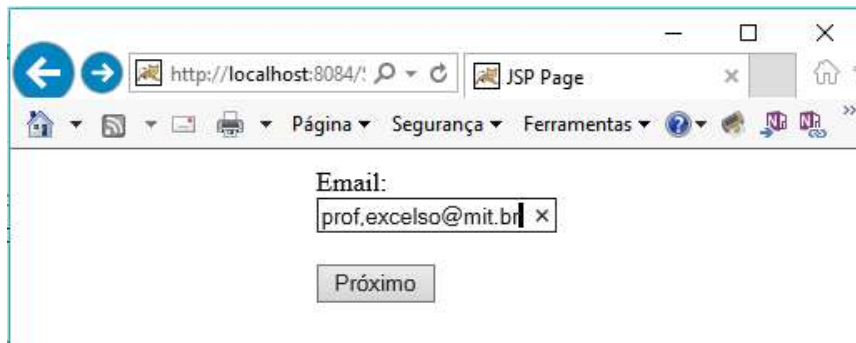 http://localhost:8084/!
JSP Page
Página Segurança Ferramentas
Email:
prof,excelso@mit.br
Próximo